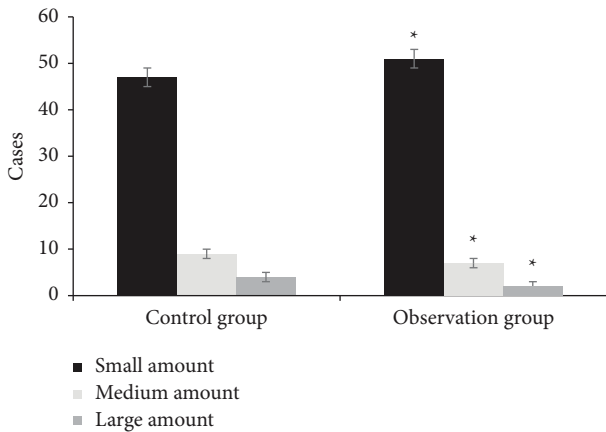 60
50
40
30
20
10
0
Cases
*
*
*
Control group
Observation group
Small amount
Medium amount
Large amount